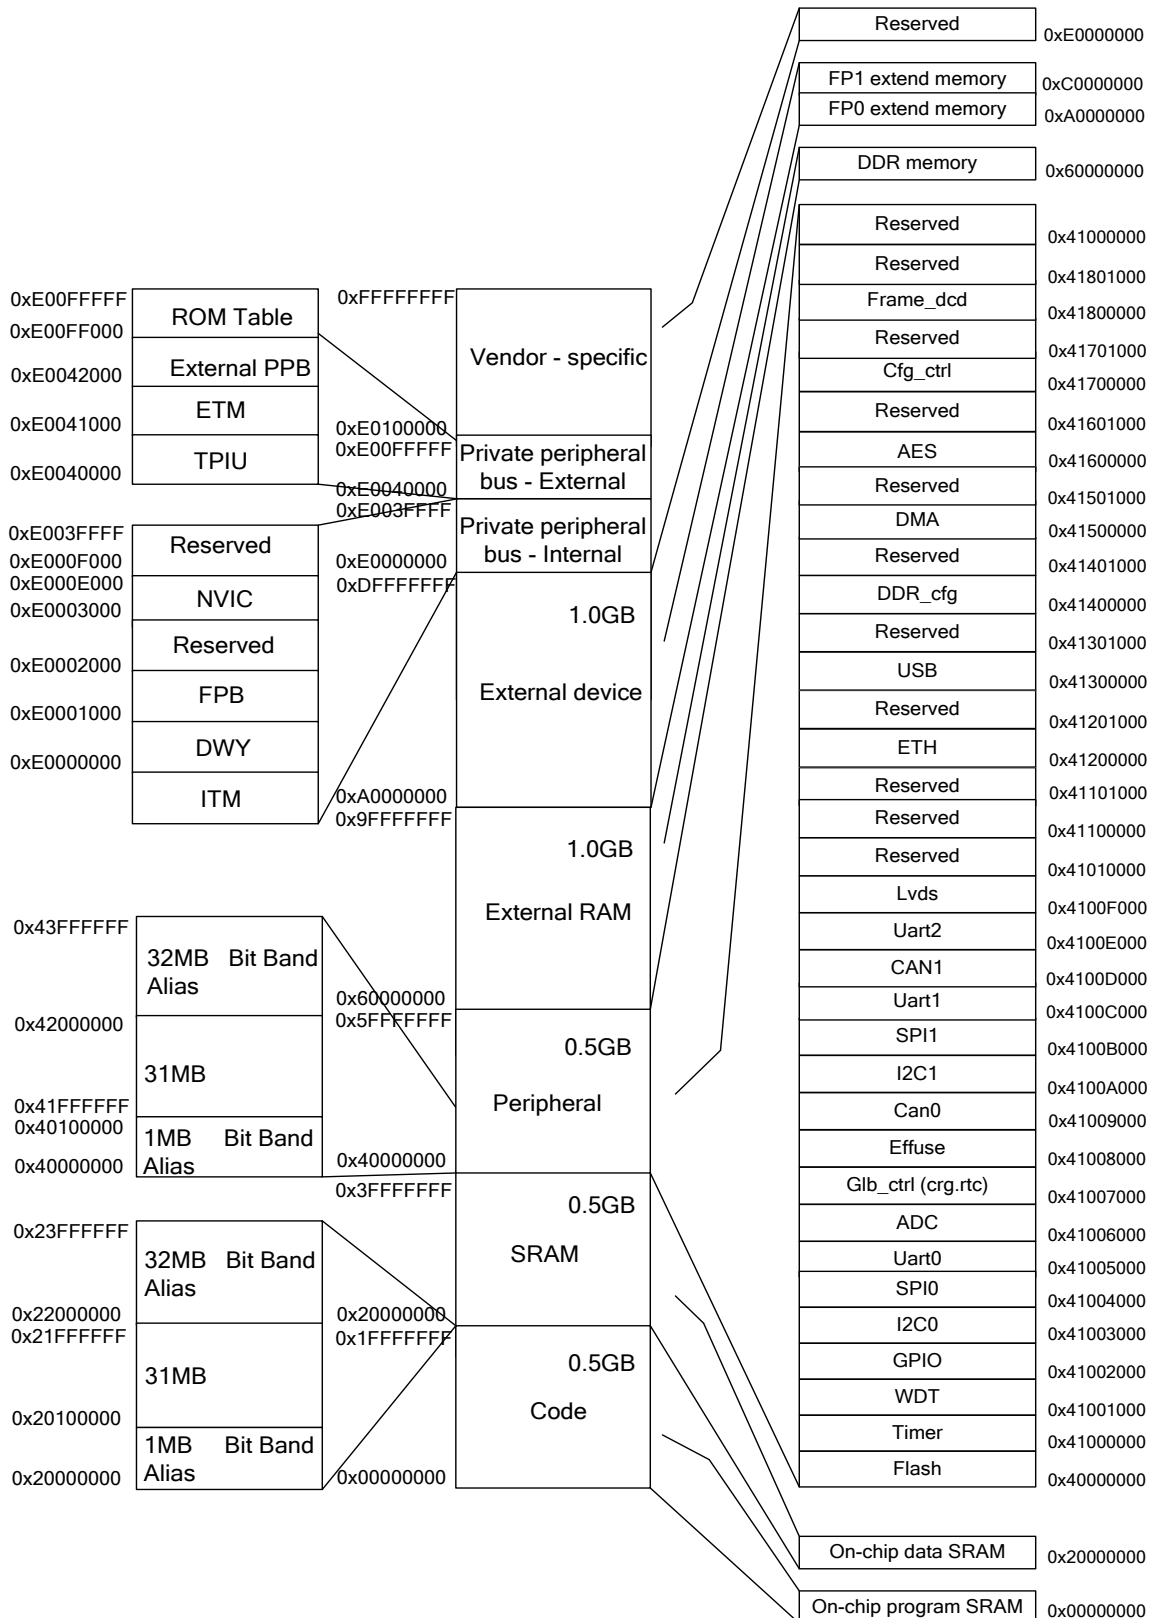 Reserved
0xE0000000
FP1 extend memory
0xC0000000
FP0 extend memory
0xA0000000
DDR memory
0x60000000
Reserved
0x41000000
Reserved
0x41801000
Frame_dcd
0x41800000
Reserved
0x41701000
Cfg_ctrl
0x41700000
Reserved
0x41601000
AES
0x41600000
Reserved
0x41501000
DMA
0x41500000
Reserved
0x41401000
DDR_cfg
0x41400000
Reserved
0x41301000
USB
0x41300000
Reserved
0x41201000
ETH
0x41200000
Reserved
0x41101000
Reserved
0x41100000
Reserved
0x41010000
Lvds
0x4100F000
Uart2
0x4100E000
CAN1
0x4100D000
Uart1
0x4100C000
SPI1
0x4100B000
I2C1
0x4100A000
Can0
0x41009000
Effuse
0x41008000
Glb_ctrl (crg.rtc)
0x41007000
ADC
0x41006000
Uart0
0x41005000
SPI0
0x41004000
I2C0
0x41003000
GPIO
0x41002000
WDT
0x41001000
Timer
0x41000000
Flash
0x40000000
On-chip data SRAM
0x20000000
On-chip program SRAM
0x00000000
0xFFFFFFFF
Vendor - specific
0xE0100000
0xE00FFFFF
Private peripheral
bus - External
0xE0040000
0xE003FFFF
Private peripheral
bus - Internal
0xE0000000
0xDFFFFFFF
1.0GB
External device
0xA0000000
0x9FFFFFFF
1.0GB
External RAM
0x60000000
0x5FFFFFFF
0.5GB
Peripheral
0x40000000
0x3FFFFFFF
0.5GB
SRAM
0x20000000
0x1FFFFFFF
0.5GB
Code
0x00000000
0xE00FFFFF
ROM Table
0xE00FF000
External PPB
0xE0042000
ETM
0xE0041000
TPIU
0xE0040000
0xE003FFFF
Reserved
0xE000F000
0xE000E000
NVIC
0xE0003000
Reserved
0xE0002000
FPB
0xE0001000
DWY
0xE0000000
ITM
0x43FFFFFF
32MB Bit Band
Alias
0x42000000
31MB
0x41FFFFFF
0x40100000
1MB Bit Band
Alias
0x40000000
0x23FFFFFF
32MB Bit Band
Alias
0x22000000
0x21FFFFFF
31MB
0x20100000
1MB Bit Band
Alias
0x20000000